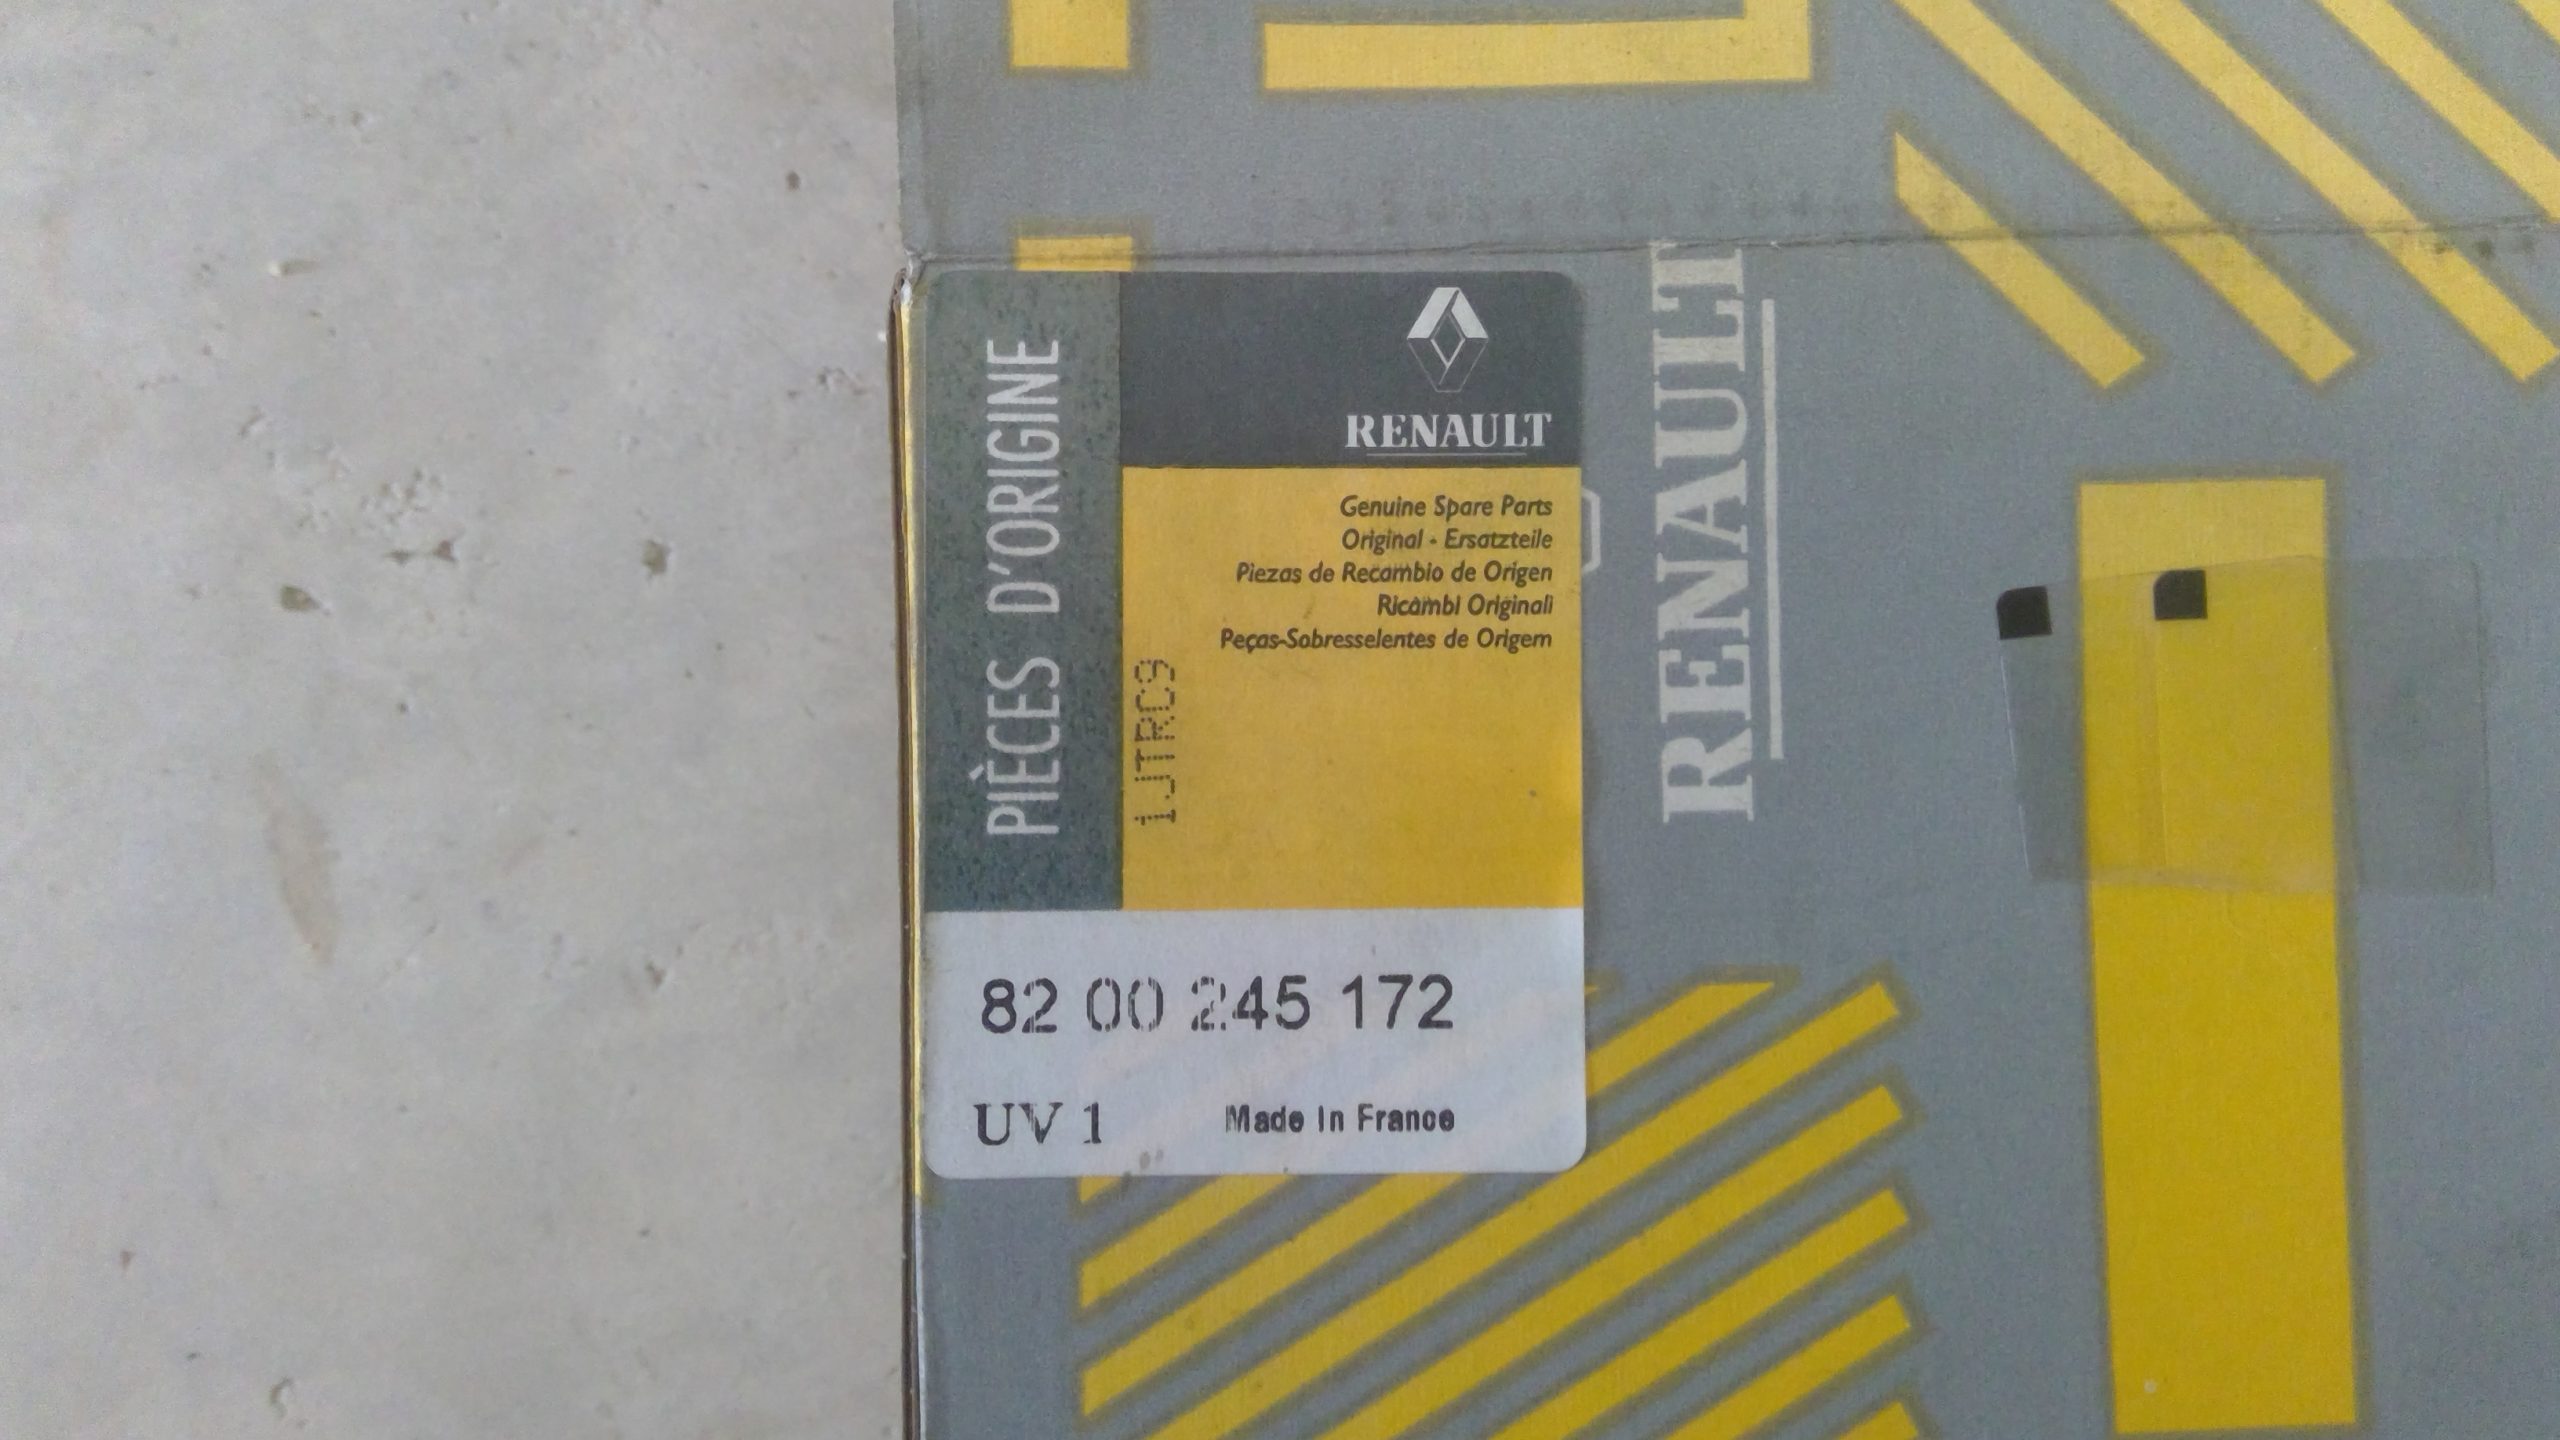 PIÈCES D'ORIGINE
RENAULT
Genuine Spare Parts
Original - Ersatzteile
Piezas de Recambio de Origen
Ricambi Originali
Peças-Sobresselentes de Origem
1JTRC9
82 00 245 172
UV 1 Made In France
RENAULT